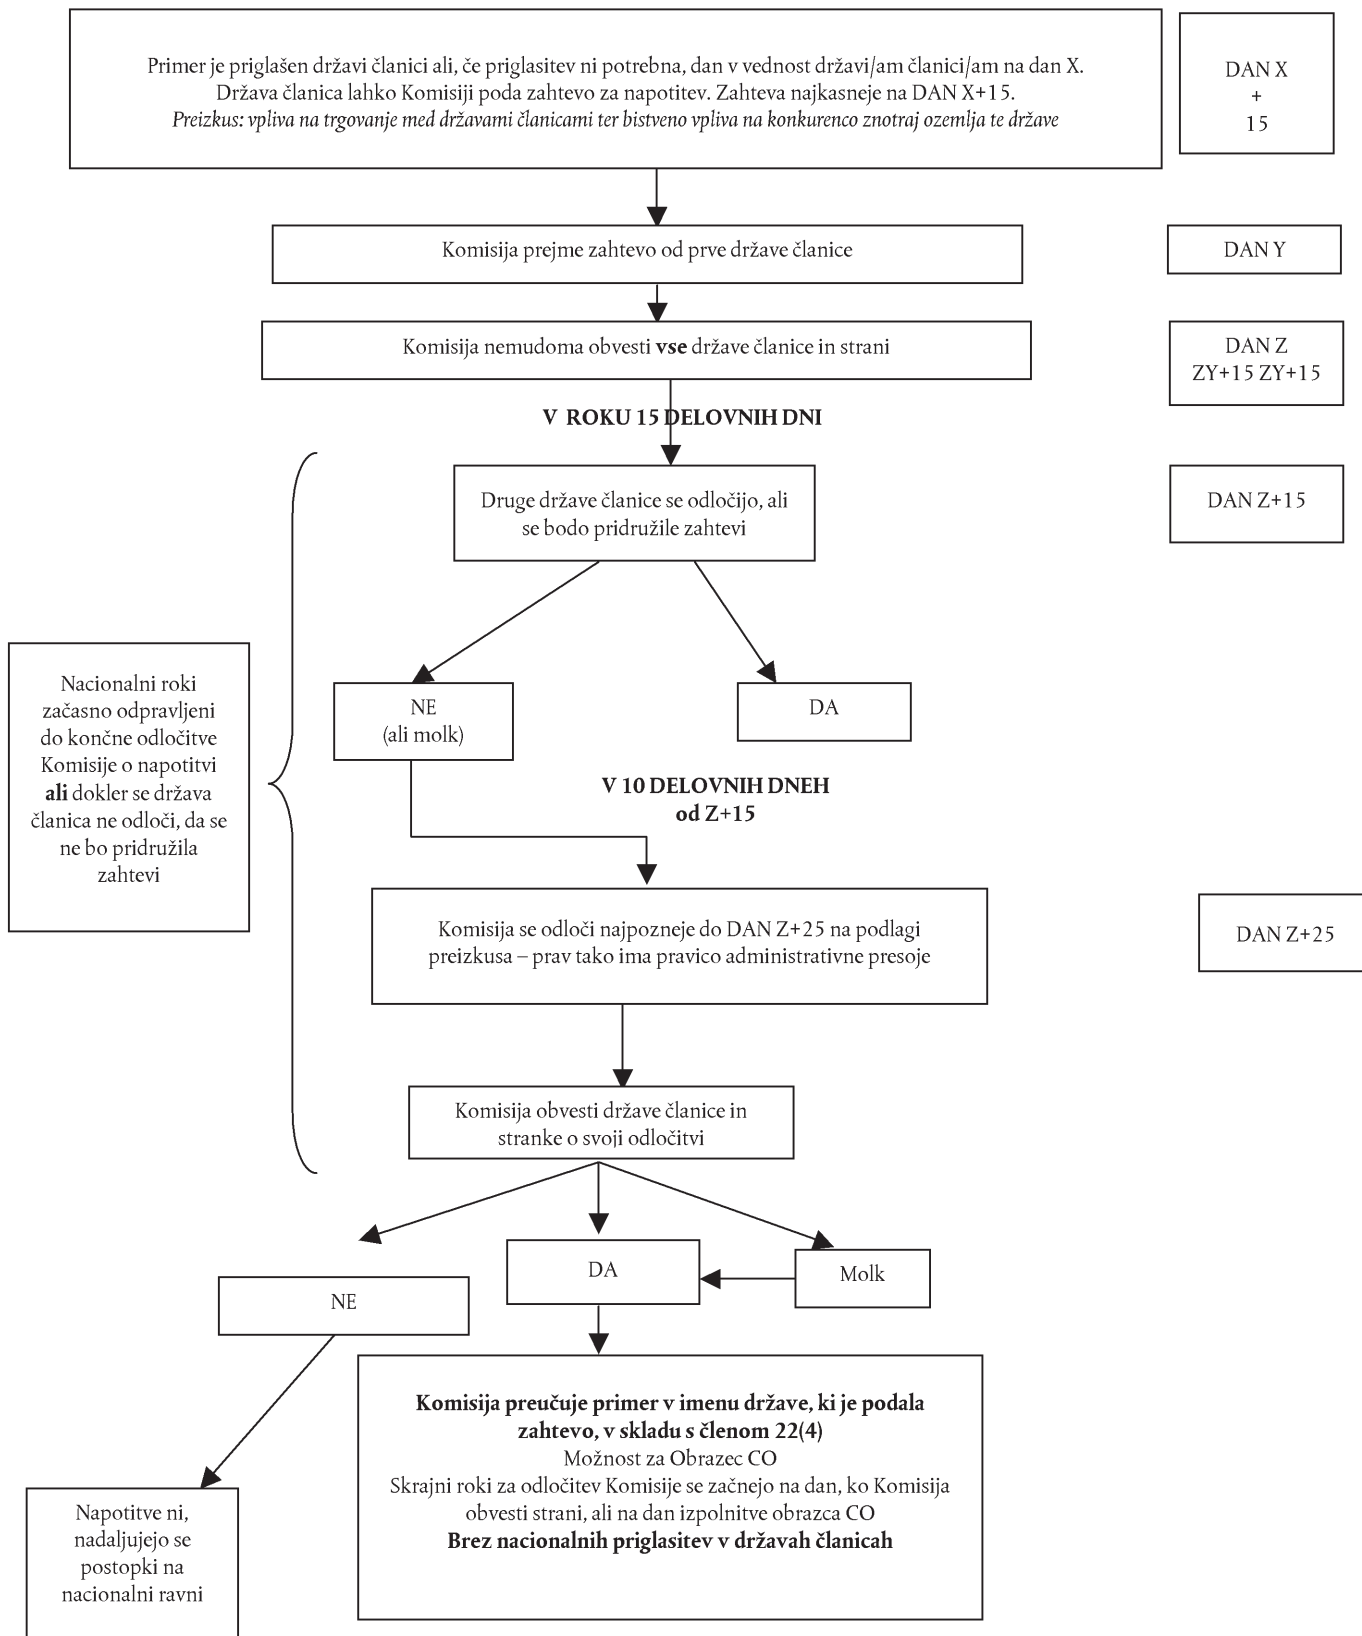 Primer je priglašen državi članici ali, če priglasitev ni potrebna, dan v vednost državi/am članici/am na dan X.
Država članica lahko Komisiji poda zahtevo za napotitev. Zahteva najkasneje na DAN X+15.
Preizkus: vpliva na trgovanje med državami članicami ter bistveno vpliva na konkurenco znotraj ozemlja te države
DAN X
+
15
Komisija prejme zahtevo od prve države članice
DAN Y
Komisija nemudoma obvesti vse države članice in strani
DAN Z
ZY+15 ZY+15
V ROKU 15 DELOVNIH DNI
Druge države članice se odločijo, ali
se bodo pridružile zahtevi
DAN Z+15
Nacionalni roki
začasno odpravljeni
do končne odločitve
Komisije o napotitvi
ali dokler se država
članica ne odloči, da se
ne bo pridružila
zahtevi
NE
(ali molk)
DA
V 10 DELOVNIH DNEH
od Z+15
Komisija se odloči najpozneje do DAN Z+25 na podlagi
preizkusa – prav tako ima pravico administrativne presoje
DAN Z+25
Komisija obvesti države članice in
stranke o svoji odločitvi
NE
DA
Molk
Komisija preučuje primer v imenu države, ki je podala
zahtevo, v skladu s členom 22(4)
Možnost za Obrazec CO
Skrajni roki za odločitev Komisije se začnejo na dan, ko Komisija
obvesti strani, ali na dan izpolnitve obrazca CO
Brez nacionalnih priglasitev v državah članicah
Napotitve ni,
nadaljujejo se
postopki na
nacionalni ravni